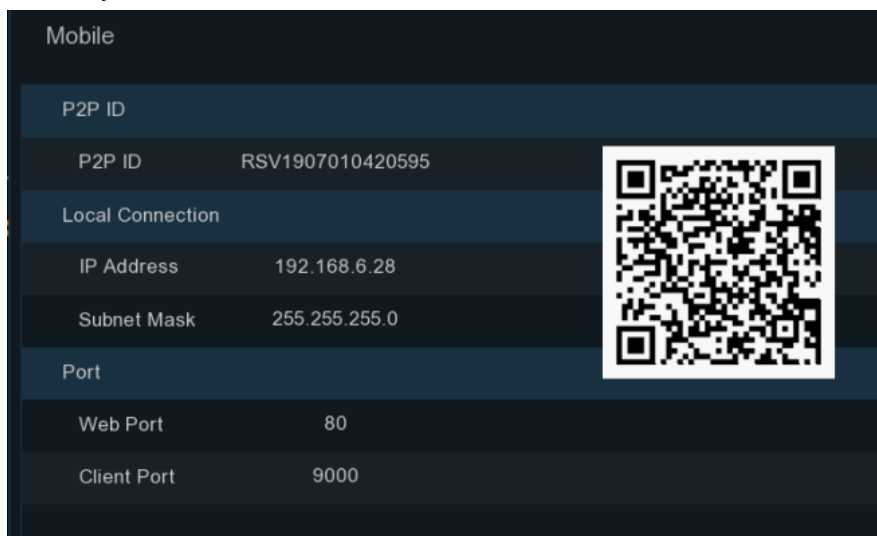 Mobile
P2P ID
P2P ID RSV1907010420595
Local Connection
IP Address 192.168.6.28
Subnet Mask 255.255.255.0
Port
Web Port 80
Client Port 9000